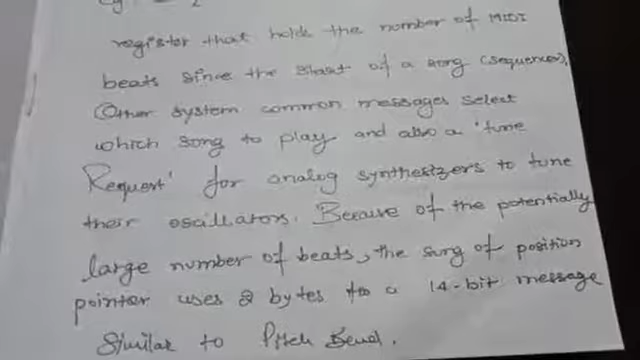 register that holds the number of MIDI
beats since the start of a song (sequence),
Other system common messages select
which song to play and also a 'tune
Request' for analog synthesizers to tune
their oscillators. Because of the potentially
large number of beats, the song of position
pointer uses 2 bytes to a 14-bit message
Similar to Pitch Bend.